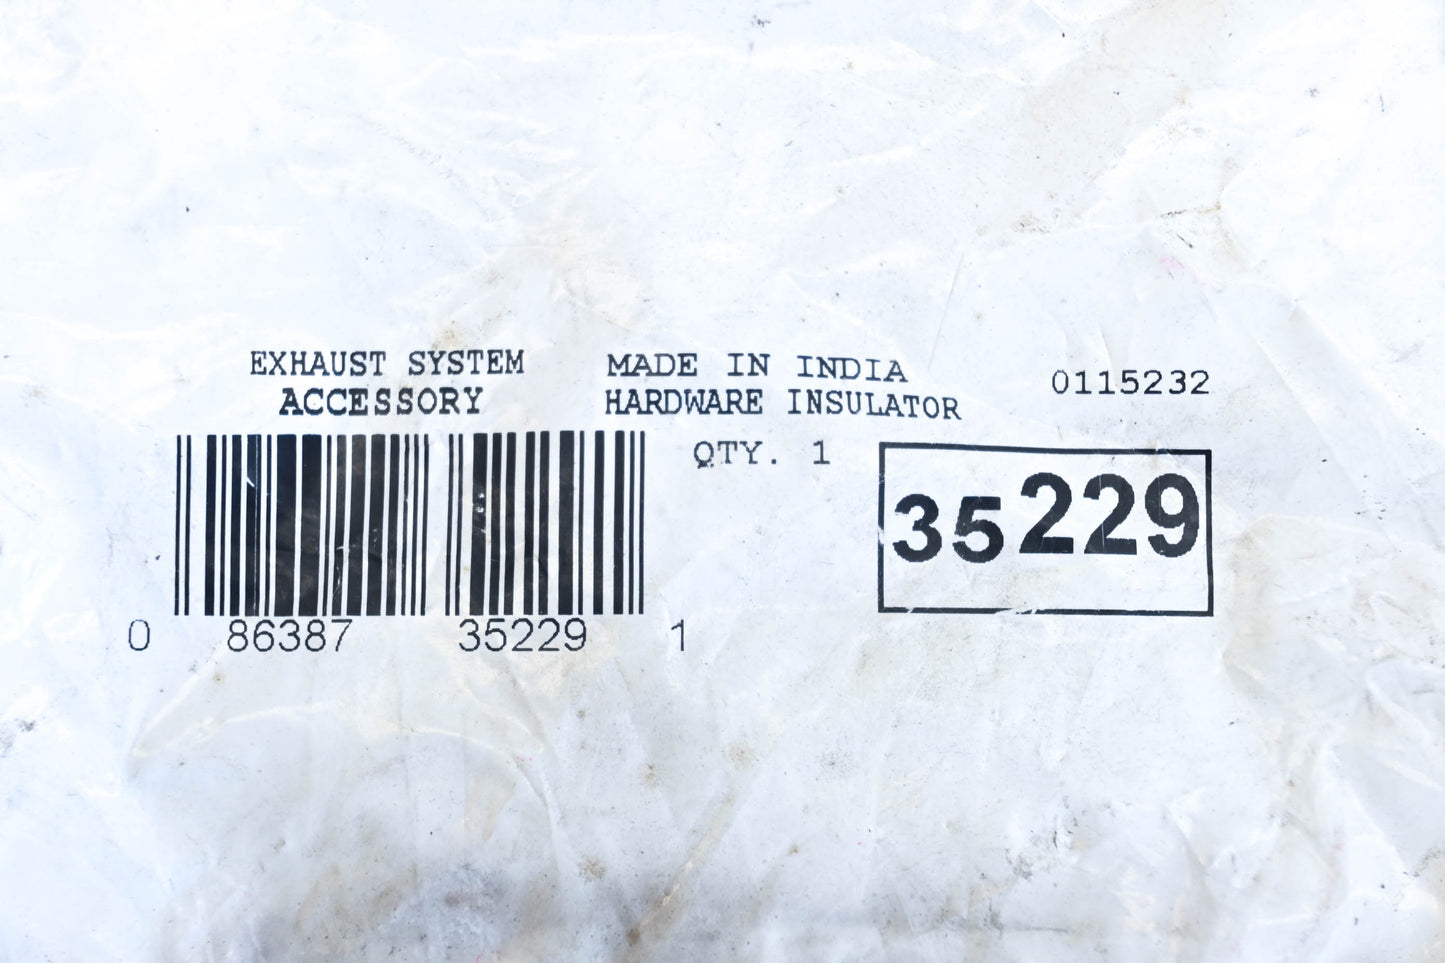 EXHAUST SYSTEM
ACCESSORY
MADE IN INDIA
HARDWARE INSULATOR
QTY. 1
0115232
35229
0 86387 35229 1